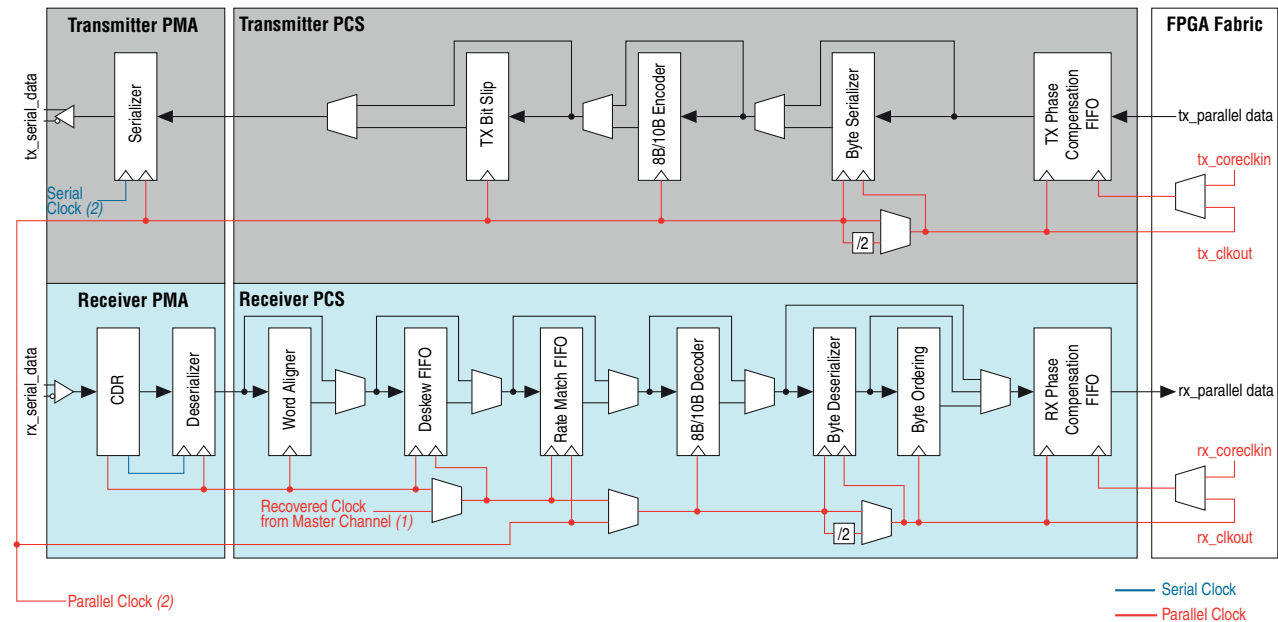 Transmitter PMA
Transmitter PCS
FPGA Fabric
tx_serial_data
Serializer
TX Bit Slip
8B/10B Encoder
Byte Serializer
TX Phase
Compensation
FIFO
tx_parallel data
tx_coreclkin
Serial
Clock (2)
/2
tx_clkout
Receiver PMA
Receiver PCS
rx_serial_data
CDR
Deserializer
Word Aligner
Deskew FIFO
Rate Match FIFO
8B/10B Decoder
Byte Deserializer
Byte Ordering
RX Phase
Compensation
FIFO
rx_parallel data
rx_coreclkin
Recovered Clock
from Master Channel (1)
/2
rx_clkout
Parallel Clock (2)
Serial Clock
Parallel Clock